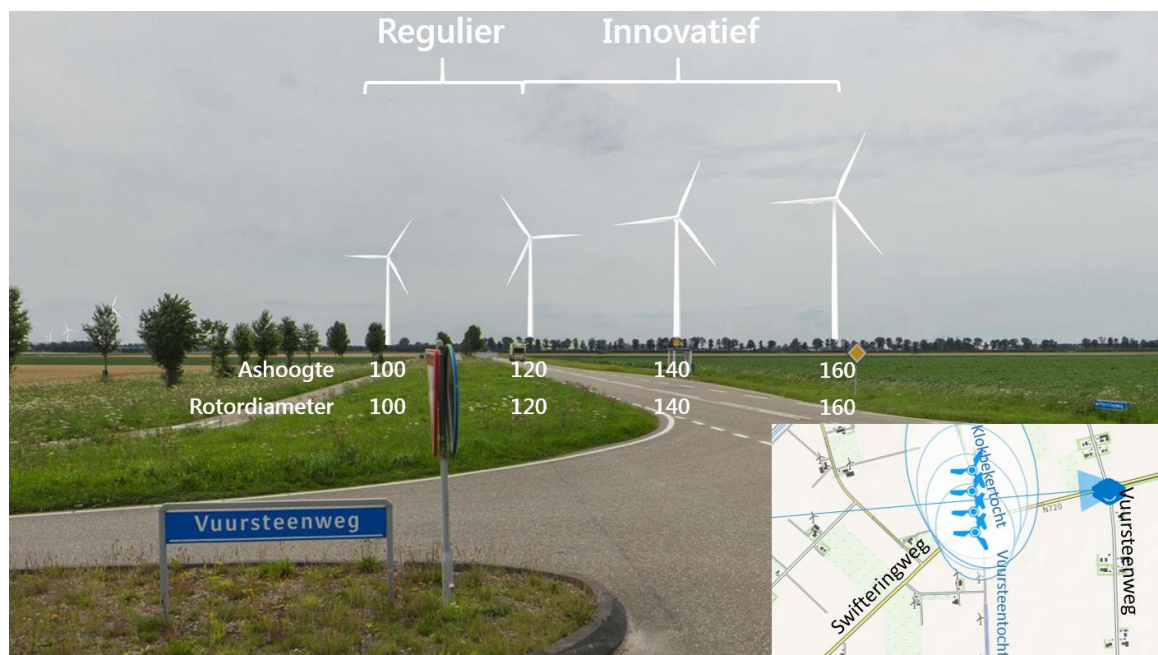 Regulier Innovatief
Ashoogte 100 120 140 160
Rotordiameter 100 120 140 160
Vuursteenweg
Klokbekertocht
N720
Vuursteenweg
Swifteringweg
Vuursteentocht